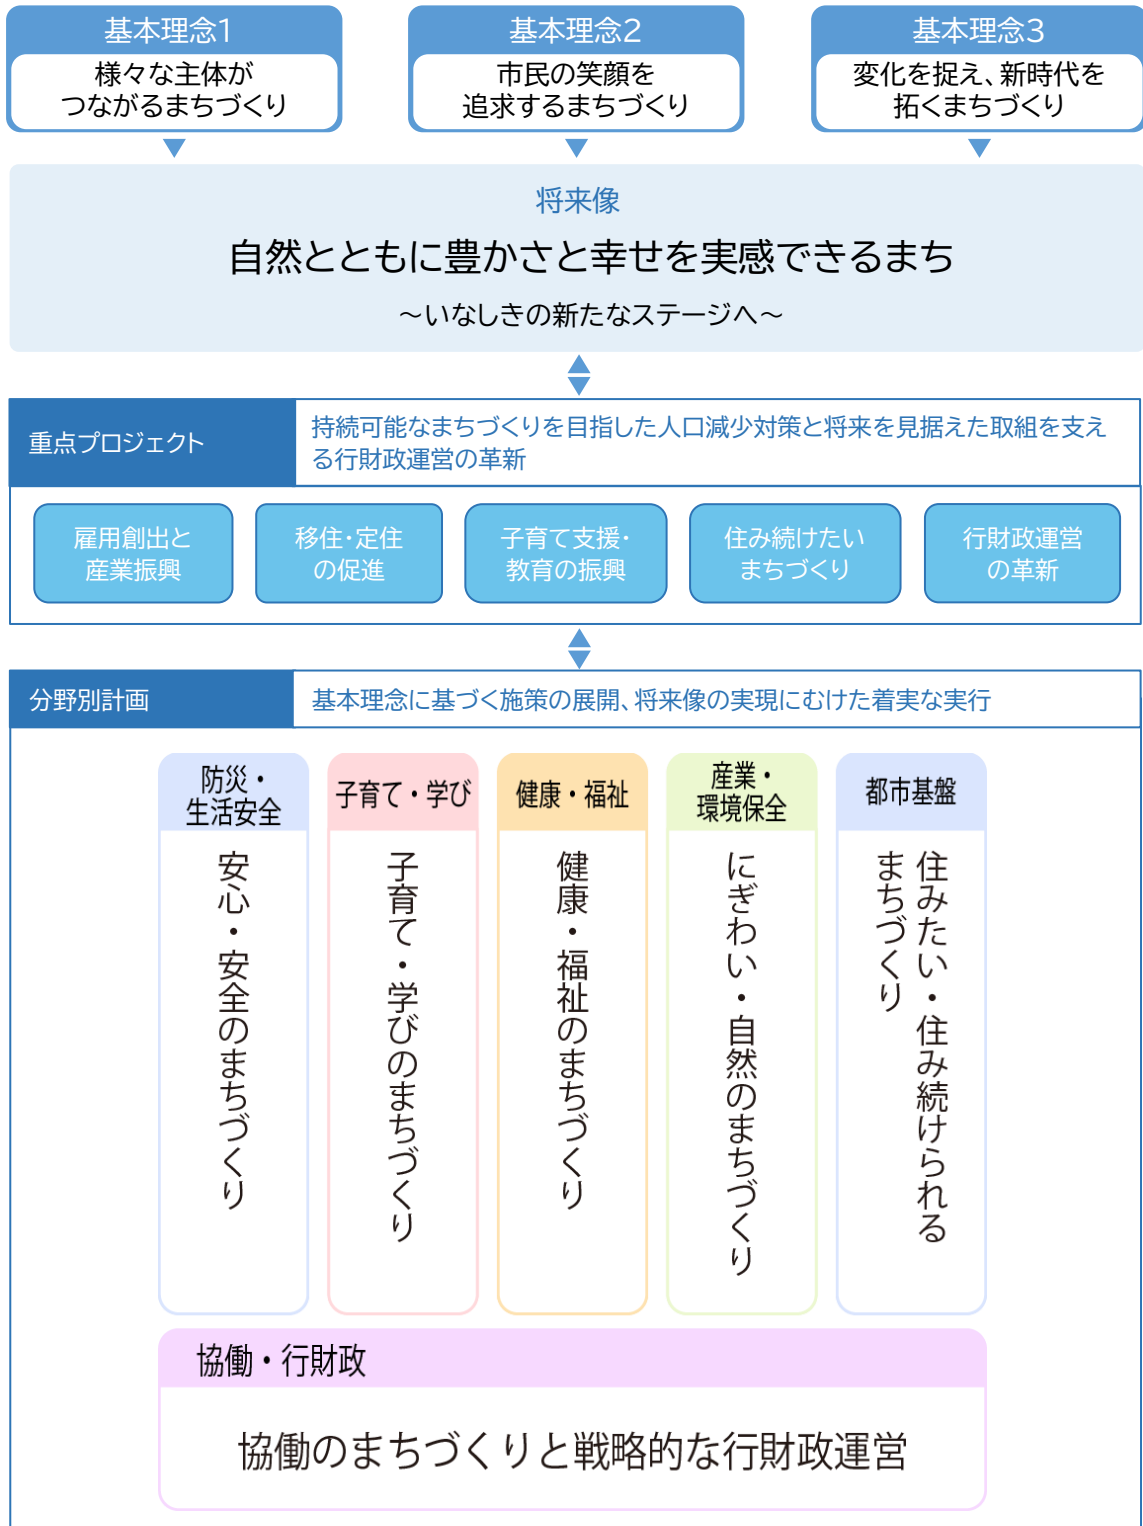 基本理念1
様々な主体が
つながるまちづくり
基本理念2
市民の笑顔を
追求するまちづくり
基本理念3
変化を捉え、新時代を
拓くまちづくり
将来像
自然とともに豊かさと幸せを実感できるまち
～いなしきの新たなステージへ～
重点プロジェクト
持続可能なまちづくりを目指した人口減少対策と将来を見据えた取組を支え
る行財政運営の革新
雇用創出と
産業振興
移住・定住
の促進
子育て支援・
教育の振興
住み続けたい
まちづくり
行財政運営
の革新
分野別計画
基本理念に基づく施策の展開、将来像の実現にむけた着実な実行
防災・
生活安全
安心・安全のまちづくり
子育て・学び
子育て・学びのまちづくり
健康・福祉
健康・福祉のまちづくり
産業・
環境保全
にぎわい・自然のまちづくり
都市基盤
住みたい・住み続けられる
まちづくり
協働・行財政
協働のまちづくりと戦略的な行財政運営